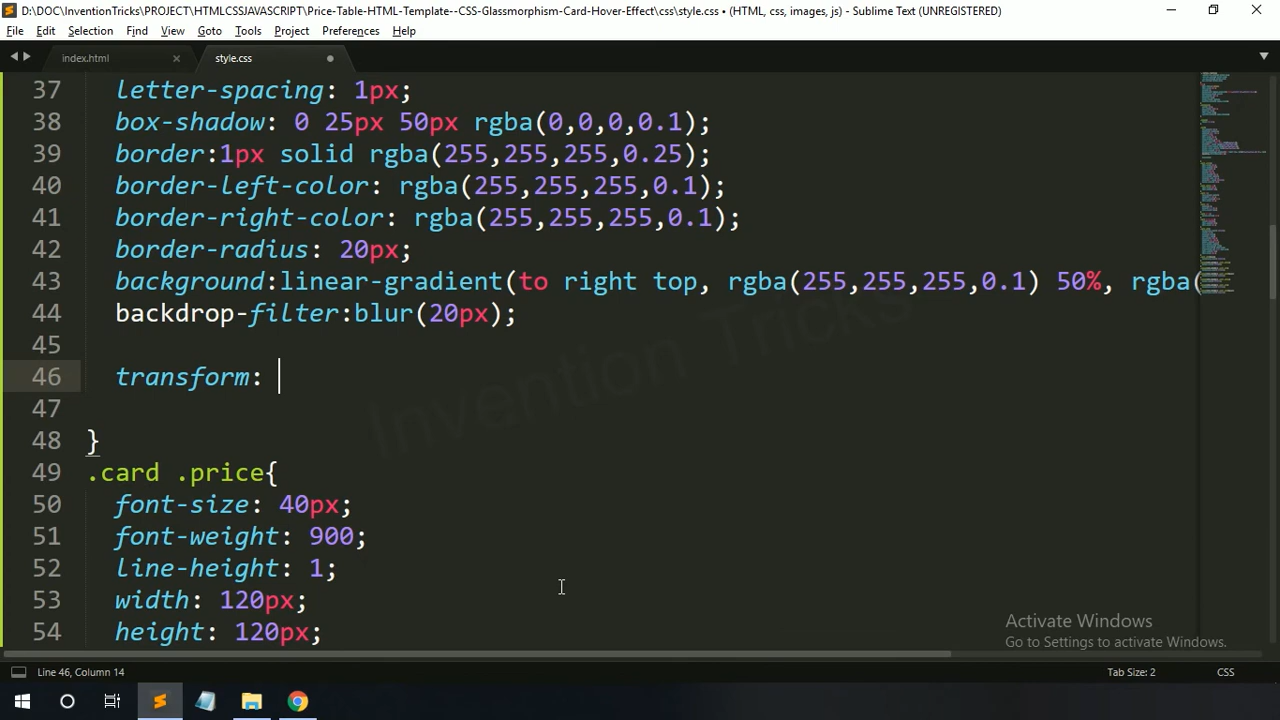 D:\DOC\InventionTricks\PROJECT\HTMLCSSJAVASCRIPT\Price-Table-HTML-Template--CSS-Glassmorphism-Card-Hover-Effect\css\style.css • (HTML, css, images, js) - Sublime Text (UNREGISTERED)
File Edit Selection Find View Goto Tools Project Preferences Help
index.html style.css
37 letter-spacing: 1px;
38 box-shadow: 0 25px 50px rgba(0,0,0,0.1);
39 border:1px solid rgba(255,255,255,0.25);
40 border-left-color: rgba(255,255,255,0.1);
41 border-right-color: rgba(255,255,255,0.1);
42 border-radius: 20px;
43 background:linear-gradient(to right top, rgba(255,255,255,0.1) 50%, rgba(
44 backdrop-filter:blur(20px);
45
46 transform:
47
48 }
49 .card .price{
50 font-size: 40px;
51 font-weight: 900;
52 line-height: 1;
53 width: 120px;
54 height: 120px;
Invention Tricks
Activate Windows
Go to Settings to activate Windows.
Line 46, Column 14 Tab Size: 2 CSS